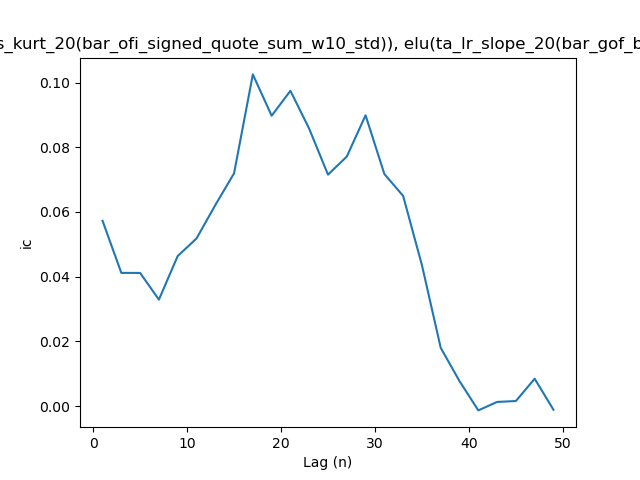 s_kurt_20(bar_ofi_signed_quote_sum_w10_std)), elu(ta_lr_slope_20(bar_gof_b
0.10
0.08
0.06
0.04
0.02
0.00
ic
0 10 20 30 40 50
Lag (n)